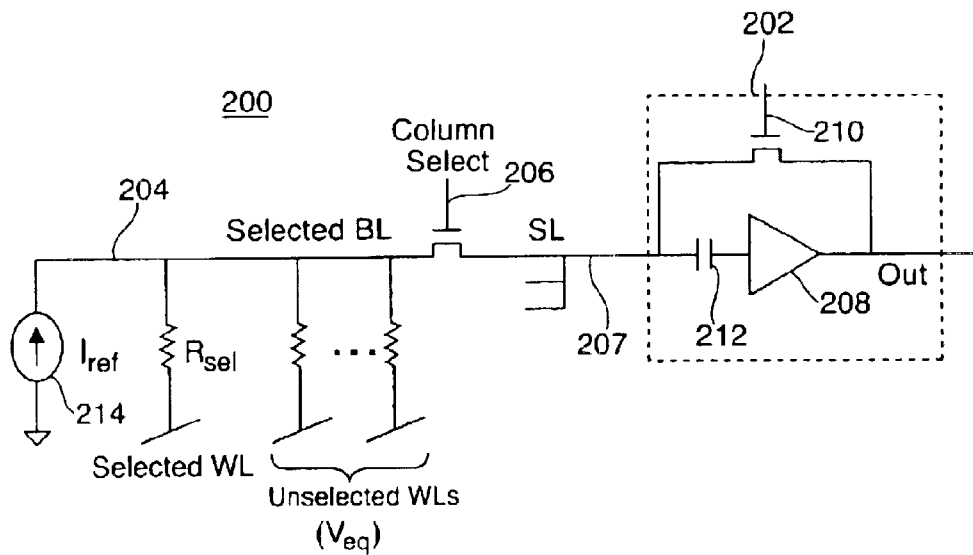 202
200
Column
Select
210
206
204
Selected BL
SL
Out
208
207
212
I_ref
R_sel
214
Selected WL
Unselected WLs
(V_eq)